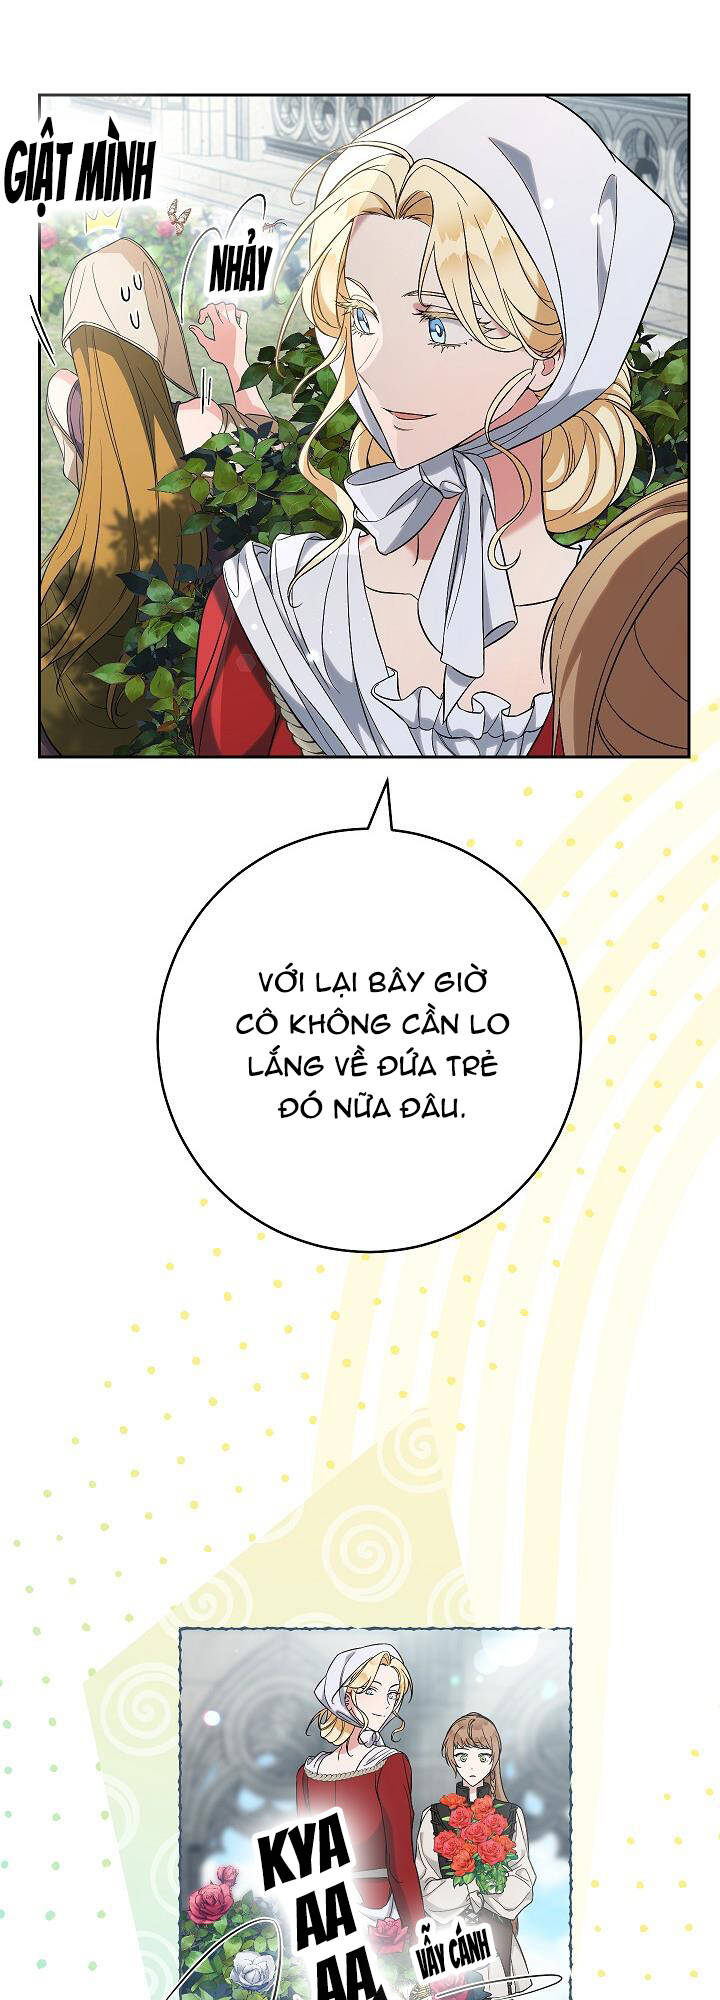 GIẬT MÌNH
NHẢY
VỚI LẠI BÂY GIỜ
CÔ KHÔNG CẦN LO
LẮNG VỀ ĐỨA TRẺ
ĐÓ NỮA ĐÂU.
KYA
AA
AA
VẪY CÁNH